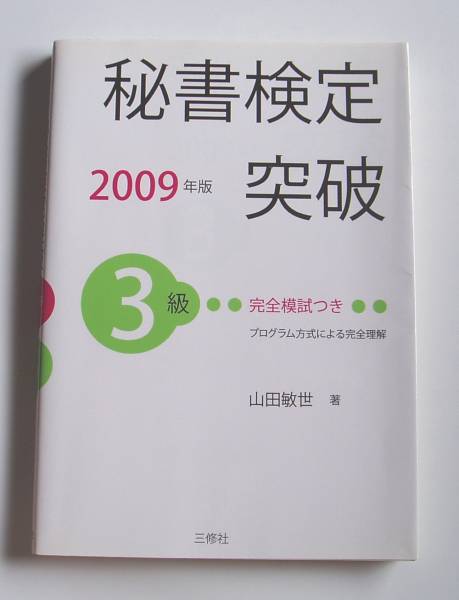 秘書検定
2009年版 突破
3級 完全模試つき
プログラム方式による完全理解
山田敏世 著
三修社